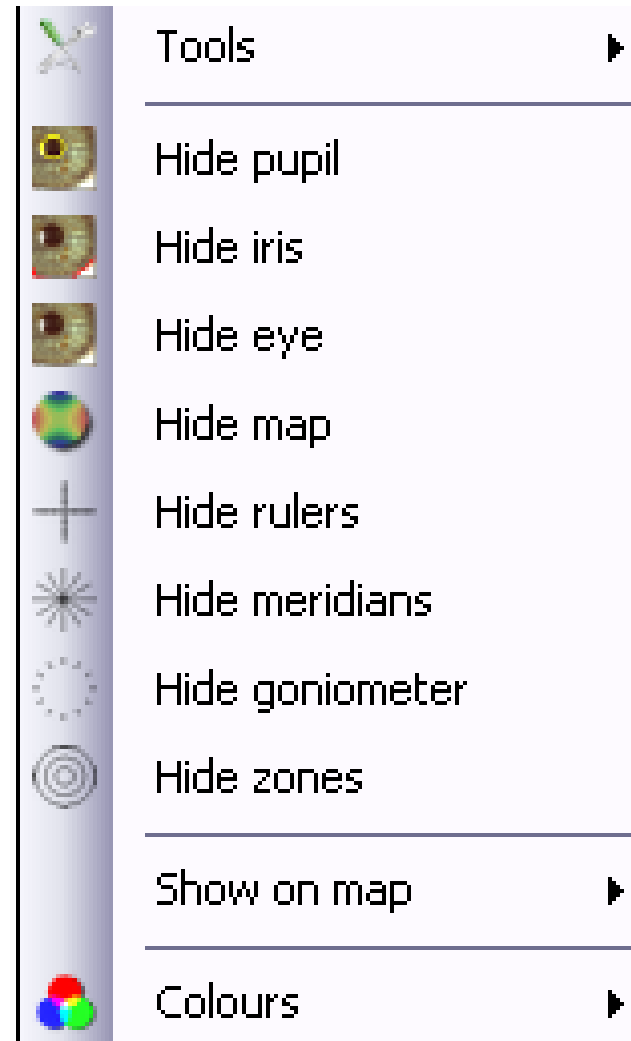 Tools
Hide pupil
Hide iris
Hide eye
Hide map
Hide rulers
Hide meridians
Hide goniometer
Hide zones
Show on map
Colours